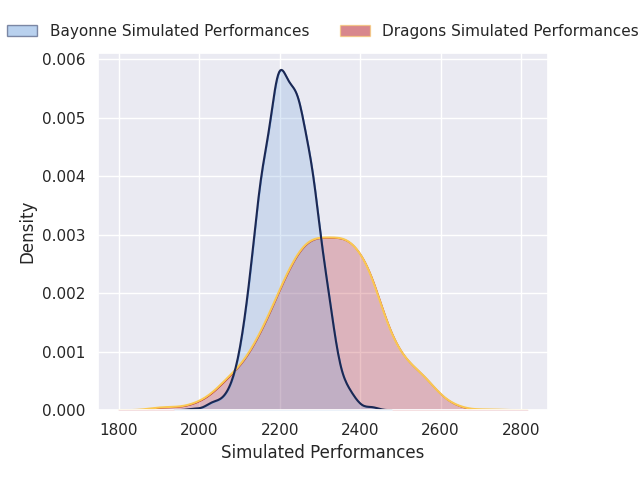 Bayonne Simulated Performances
Dragons Simulated Performances
0.006
0.005
0.004
0.003
0.002
0.001
0.000
Density
1800 2000 2200 2400 2600 2800
Simulated Performances